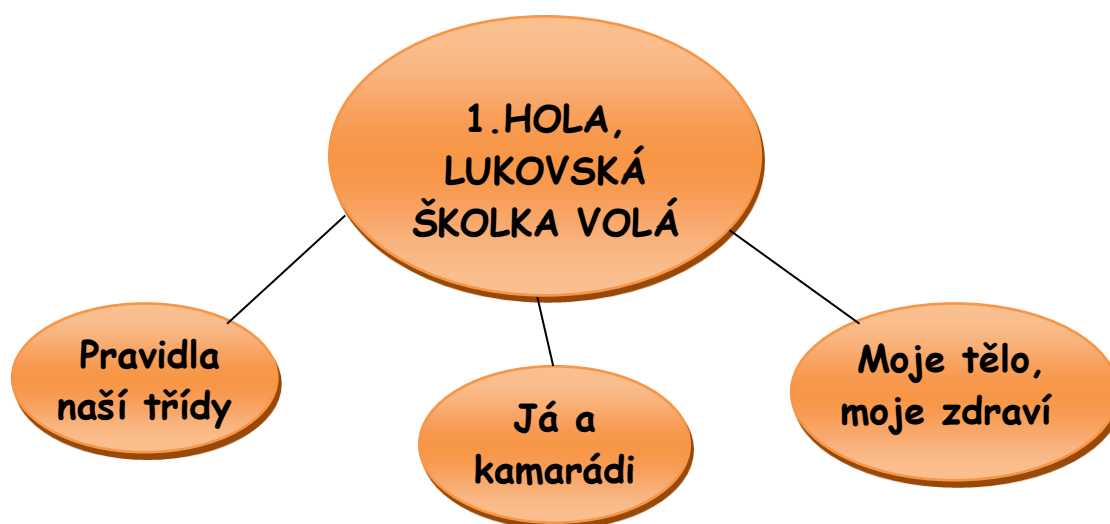 1.HOLA,
LUKOVSKÁ
ŠKOLKA VOLÁ
Pravidla
naší třídy
Já a
kamarádi
Moje tělo,
moje zdraví